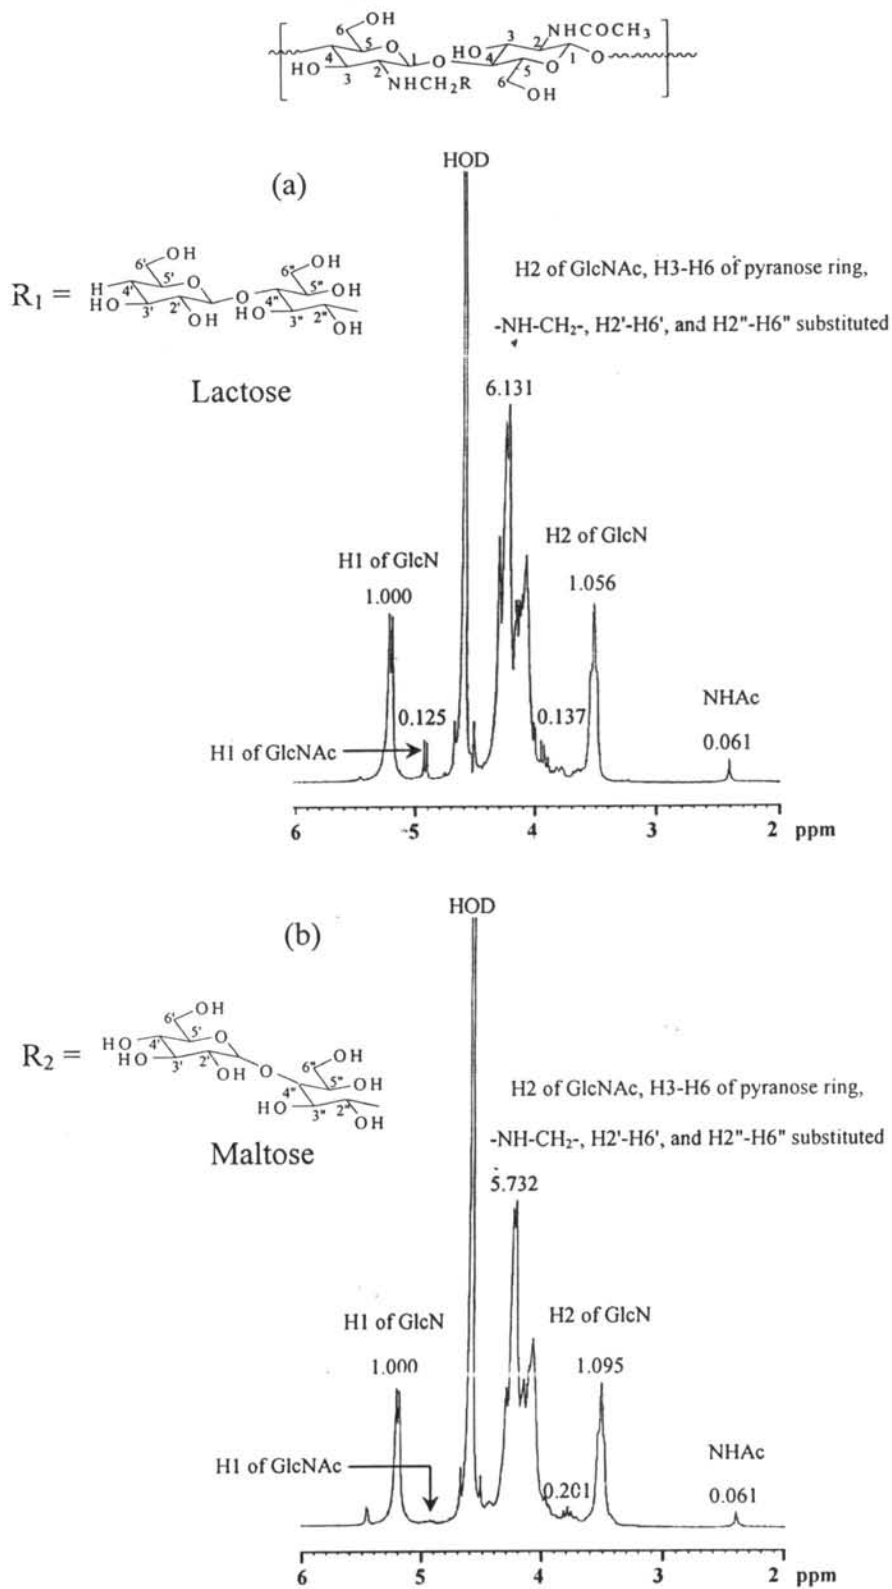 6 OH
5 O
4
HO 3 2 1 O
NHCH₂R
3 2 NHCOCH₃
HO 4 5 O 1 O
6 OH
(a)
HOD
R₁ =
6' OH
5' O
H 4'
HO 3' 2' OH O
6" OH
4" 5" OH
HO 3" 2"
OH
Lactose
H2 of GlcNAc, H3-H6 of pyranose ring,
-NH-CH₂-, H2'-H6', and H2"-H6" substituted
6.131
H1 of GlcN
1.000
H2 of GlcN
1.056
0.125
H1 of GlcNAc
0.137
NHAc
0.061
6 5 4 3 2 ppm
(b)
HOD
R₂ =
6' OH
5' O
HO 4'
HO 3' 2' OH O
6" OH
4" 5" OH
HO 3" 2"
OH
Maltose
H2 of GlcNAc, H3-H6 of pyranose ring,
-NH-CH₂-, H2'-H6', and H2"-H6" substituted
5.732
H1 of GlcN
1.000
H2 of GlcN
1.095
H1 of GlcNAc
0.201
NHAc
0.061
6 5 4 3 2 ppm